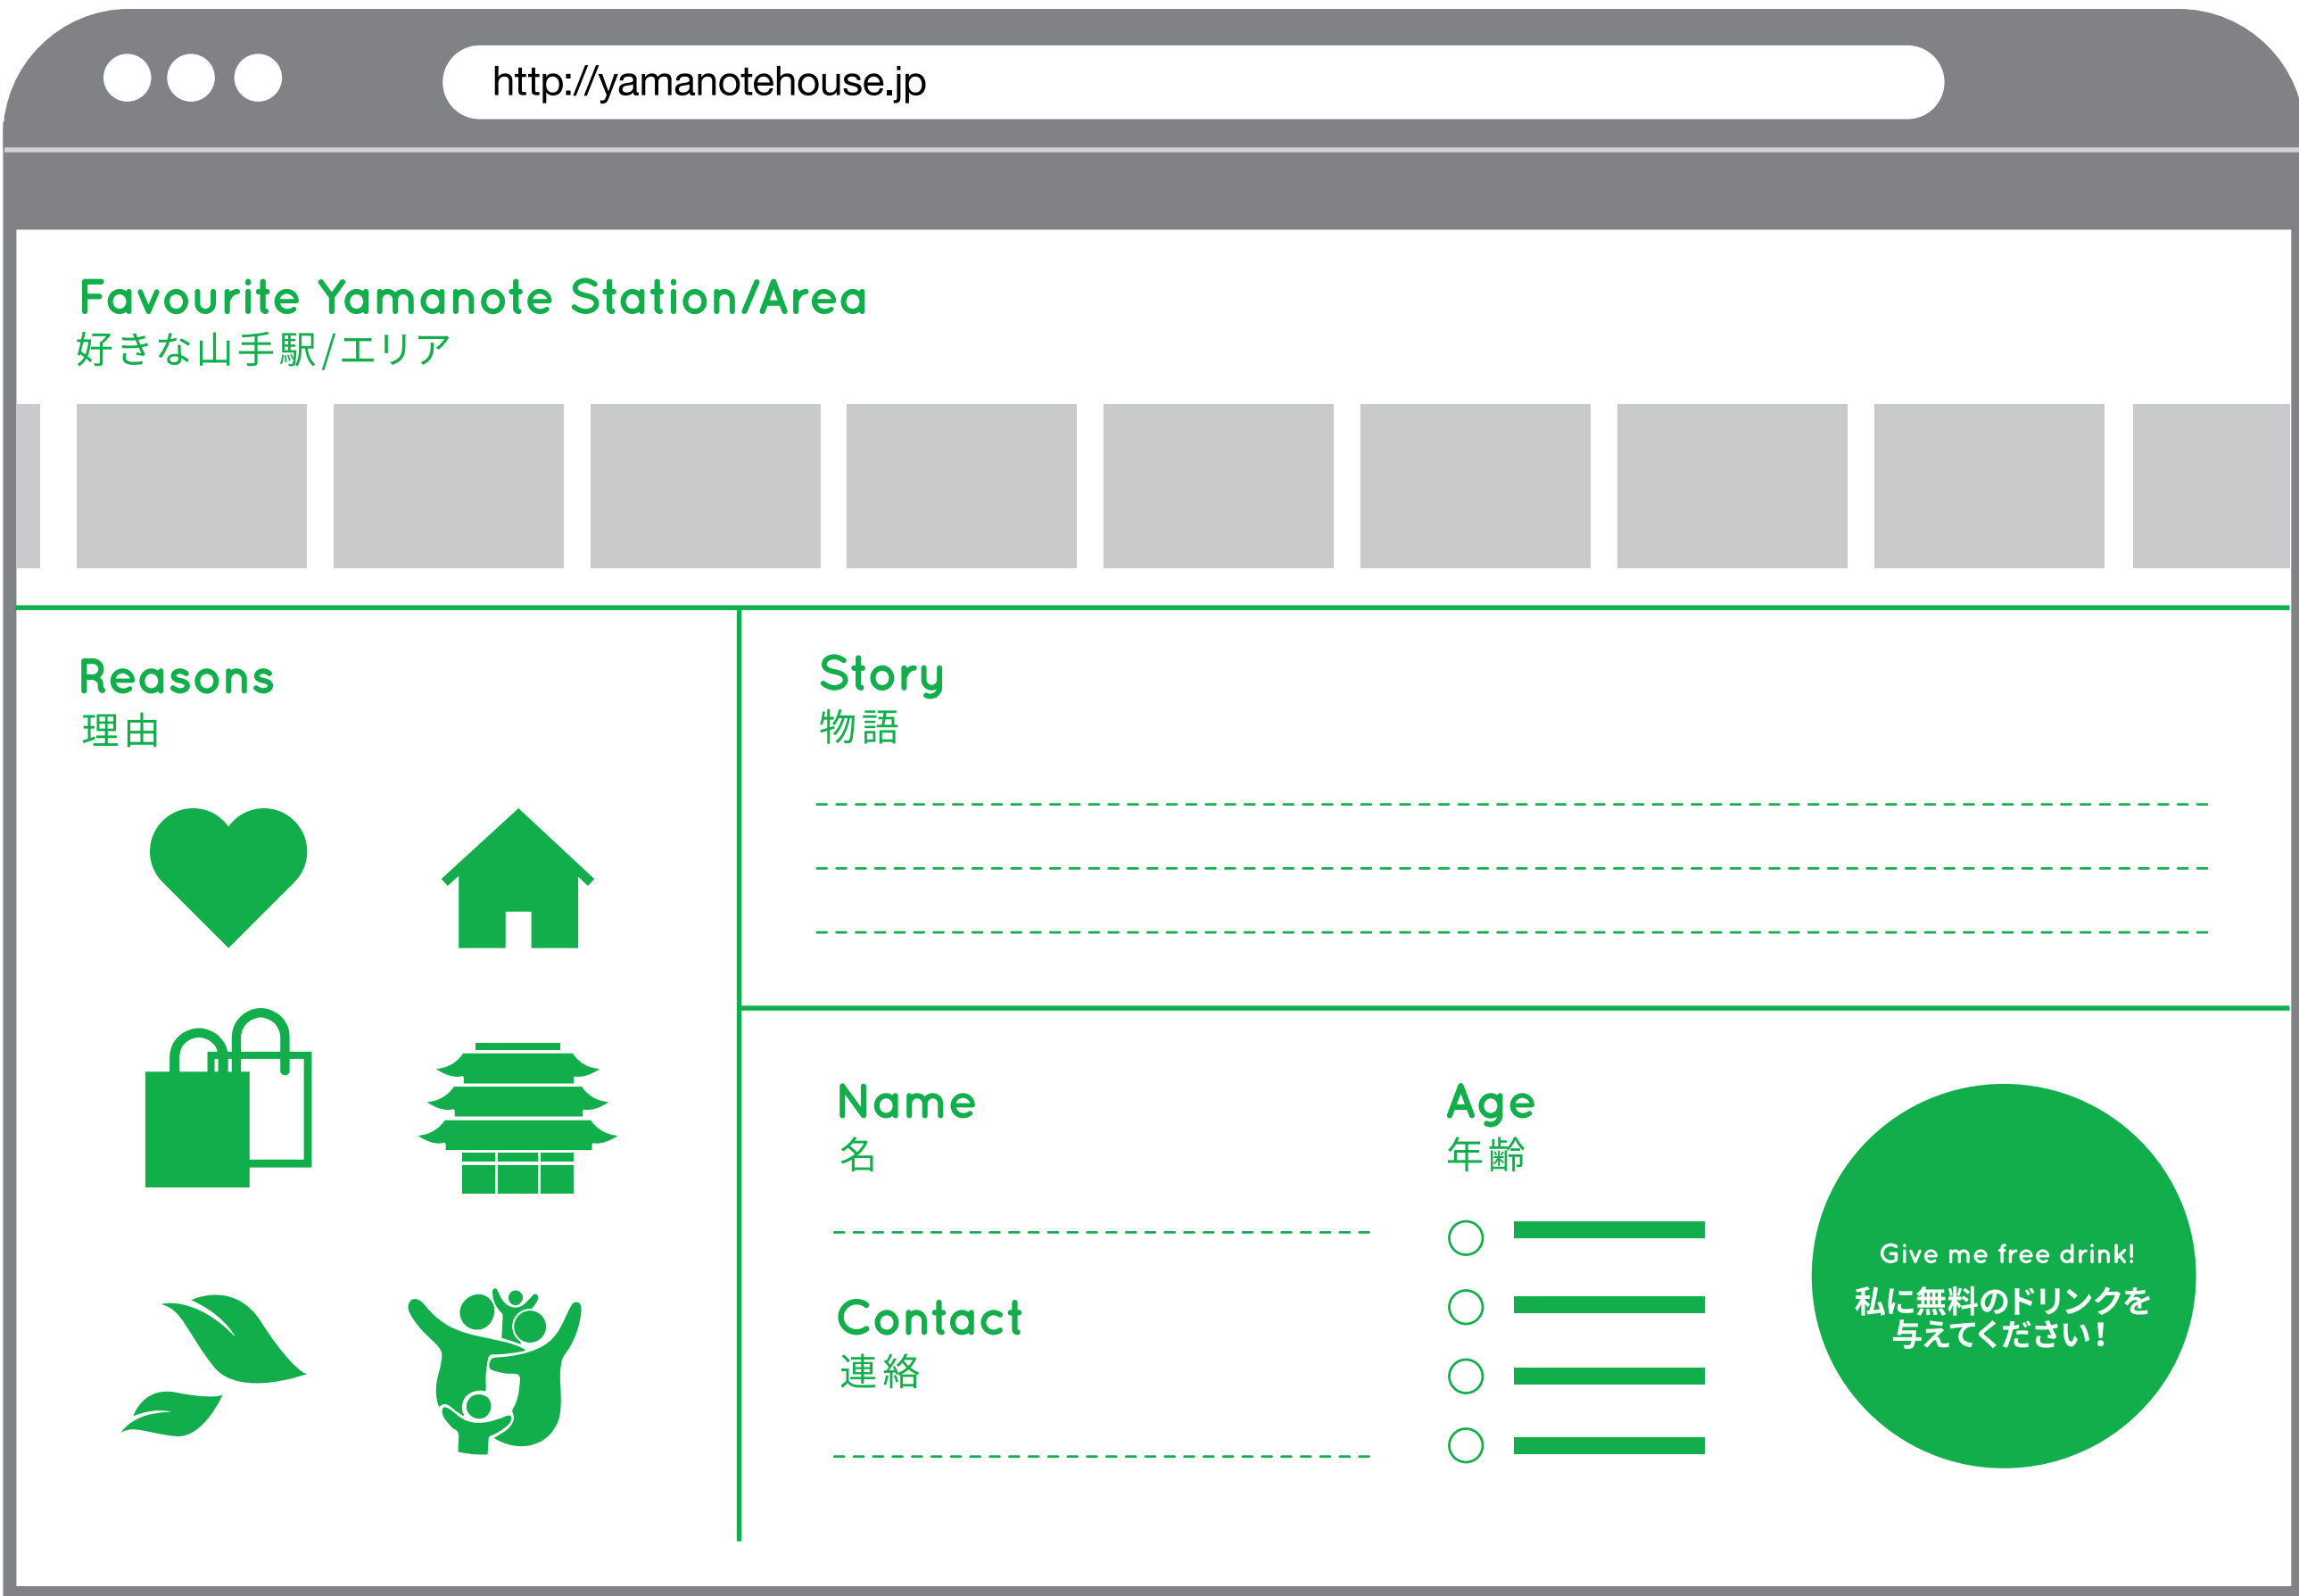 http://yamanotehouse.jp
Favourite Yamanote Station/Area
好きな山手駅/エリア
Reasons
理由
Story
物語
Name
名
Age
年齢
Contact
連絡
Give me free drink!
私に無料のドリンクを
与えください!